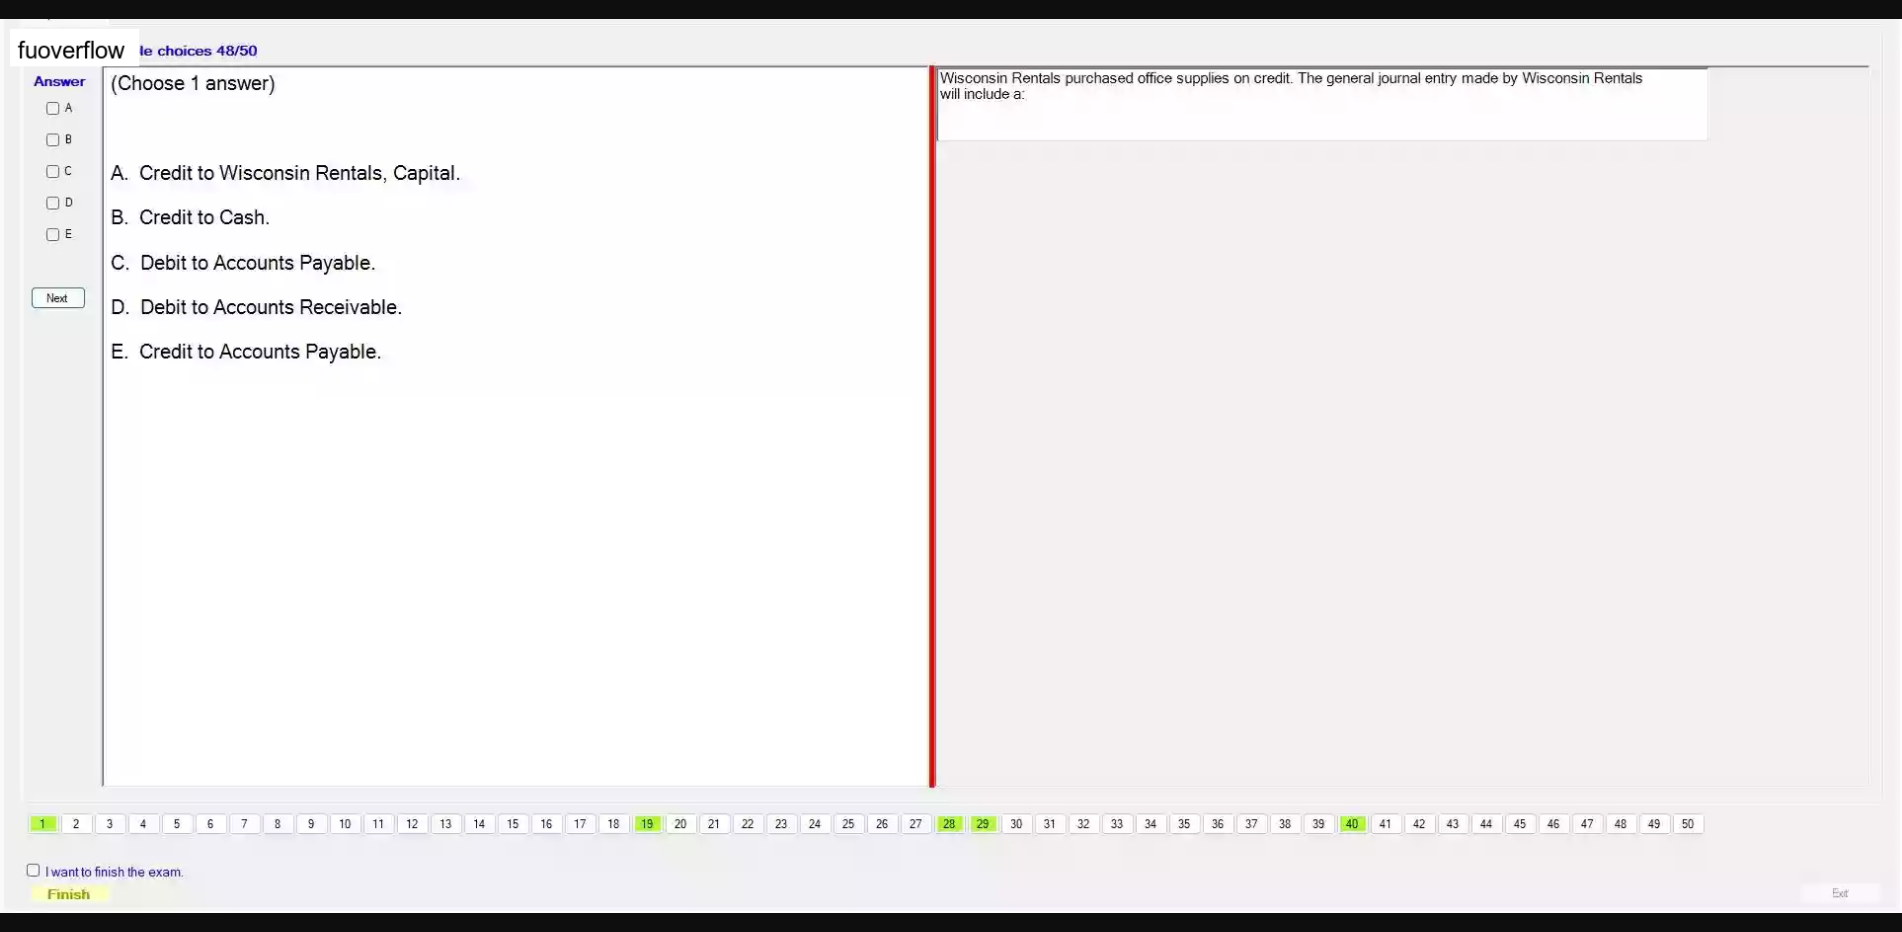 fuoverflow
le choices 48/50
Answer
A
B
C
D
E
Next
(Choose 1 answer)
A. Credit to Wisconsin Rentals, Capital.
B. Credit to Cash.
C. Debit to Accounts Payable.
D. Debit to Accounts Receivable.
E. Credit to Accounts Payable.
Wisconsin Rentals purchased office supplies on credit. The general journal entry made by Wisconsin Rentals
will include a:
1 2 3 4 5 6 7 8 9 10 11 12 13 14 15 16 17 18 19 20 21 22 23 24 25 26 27 28 29 30 31 32 33 34 35 36 37 38 39 40 41 42 43 44 45 46 47 48 49 50
I want to finish the exam.
Finish
Exit